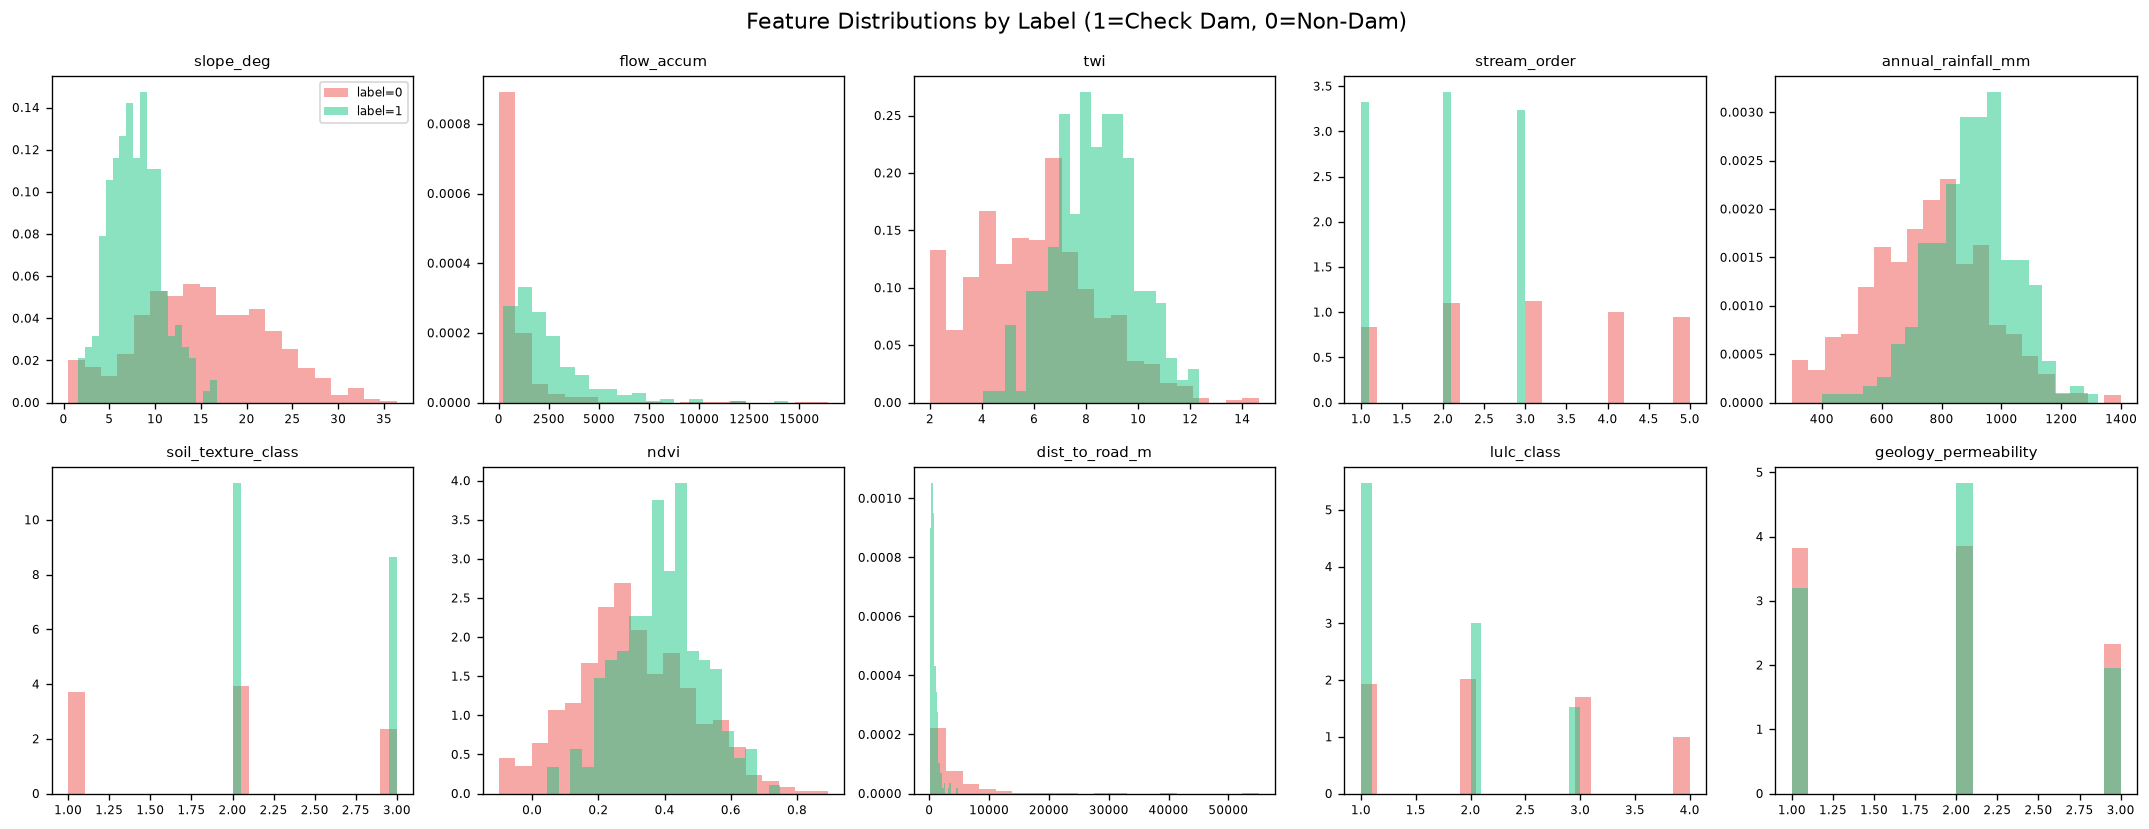 Feature Distributions by Label (1=Check Dam, 0=Non-Dam)
slope_deg
0.14
0.12
0.10
0.08
0.06
0.04
0.02
0.00
0 5 10 15 20 25 30 35
label=0
label=1
flow_accum
0.0008
0.0006
0.0004
0.0002
0.0000
0 2500 5000 7500 10000 12500 15000
twi
0.25
0.20
0.15
0.10
0.05
0.00
2 4 6 8 10 12 14
stream_order
3.5
3.0
2.5
2.0
1.5
1.0
0.5
0.0
1.0 1.5 2.0 2.5 3.0 3.5 4.0 4.5 5.0
annual_rainfall_mm
0.0030
0.0025
0.0020
0.0015
0.0010
0.0005
0.0000
400 600 800 1000 1200 1400
soil_texture_class
10
8
6
4
2
0
1.00 1.25 1.50 1.75 2.00 2.25 2.50 2.75 3.00
ndvi
4.0
3.5
3.0
2.5
2.0
1.5
1.0
0.5
0.0
0.0 0.2 0.4 0.6 0.8
dist_to_road_m
0.0010
0.0008
0.0006
0.0004
0.0002
0.0000
0 10000 20000 30000 40000 50000
lulc_class
5
4
3
2
1
0
1.0 1.5 2.0 2.5 3.0 3.5 4.0
geology_permeability
5
4
3
2
1
0
1.00 1.25 1.50 1.75 2.00 2.25 2.50 2.75 3.00